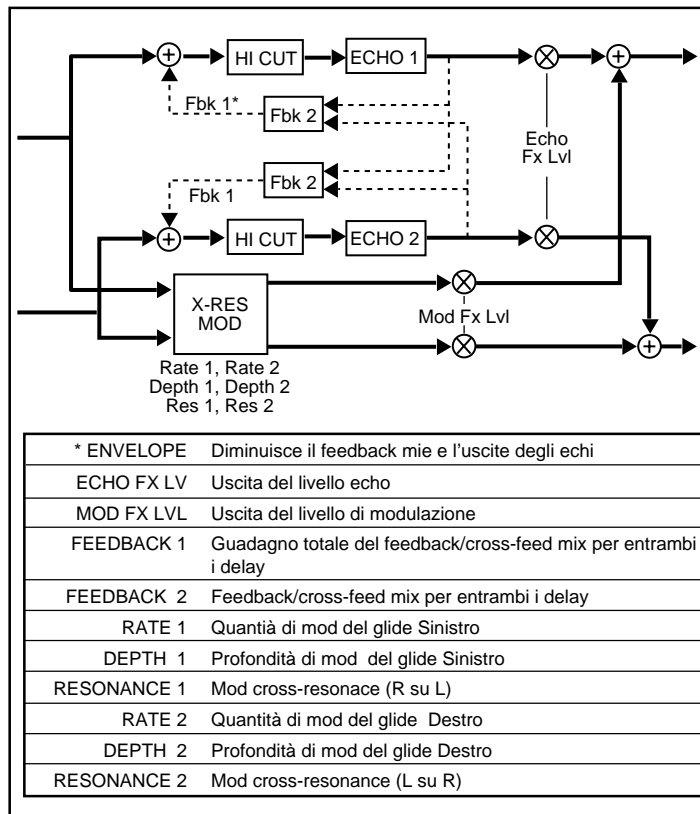 HI CUT
ECHO 1
Fbk 1*
Fbk 2
Echo
Fx Lvl
Fbk 2
Fbk 1
HI CUT
ECHO 2
X-RES
MOD
Mod Fx Lvl
Rate 1, Rate 2
Depth 1, Depth 2
Res 1, Res 2
* ENVELOPE Diminuisce il feedback mie e l'uscite degli echi
ECHO FX LV Uscita del livello echo
MOD FX LVL Uscita del livello di modulazione
FEEDBACK 1 Guadagno totale del feedback/cross-feed mix per entrambi
i delay
FEEDBACK 2 Feedback/cross-feed mix per entrambi i delay
RATE 1 Quantià di mod del glide Sinistro
DEPTH 1 Profondità di mod del glide Sinistro
RESONANCE 1 Mod cross-resonace (R su L)
RATE 2 Quantità di mod del glide Destro
DEPTH 2 Profondità di mod del glide Destro
RESONANCE 2 Mod cross-resonance (L su R)